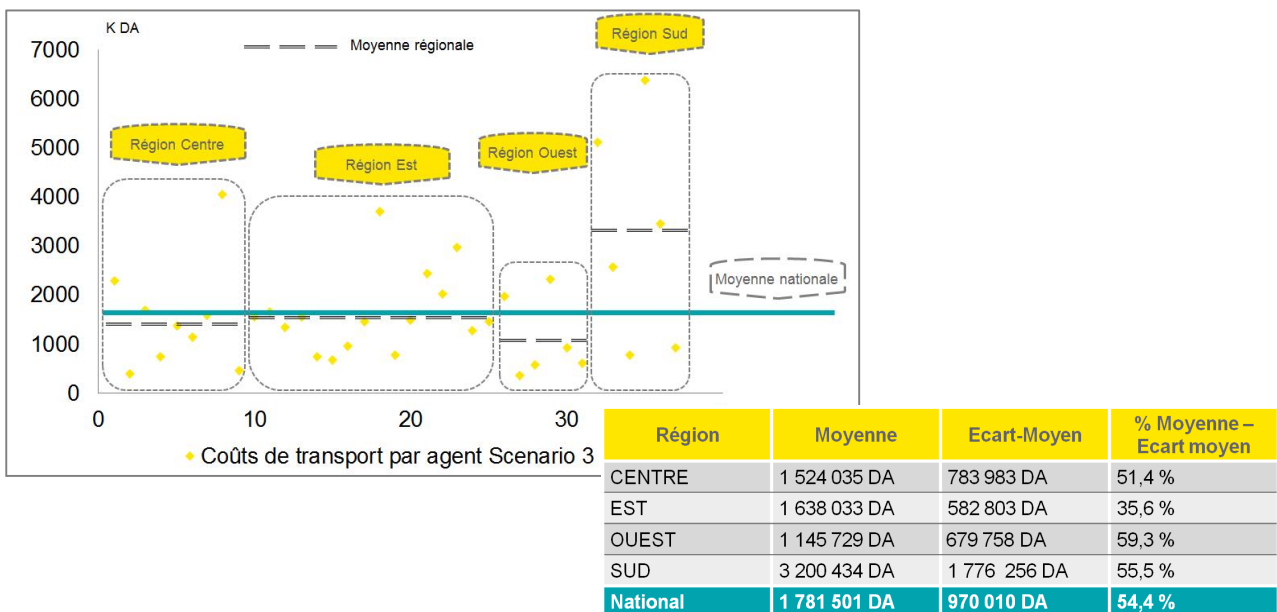 K DA
Moyenne régionale
Région Sud
7000
6000
Région Centre
Région Est
Région Ouest
5000
4000
3000
Moyenne nationale
2000
1000
0
0 10 20 30
Coûts de transport par agent Scenario 3
Région Moyenne Ecart-Moyen % Moyenne –
Ecart moyen
CENTRE 1 524 035 DA 783 983 DA 51,4 %
EST 1 638 033 DA 582 803 DA 35,6 %
OUEST 1 145 729 DA 679 758 DA 59,3 %
SUD 3 200 434 DA 1 776 256 DA 55,5 %
National 1 781 501 DA 970 010 DA 54,4 %